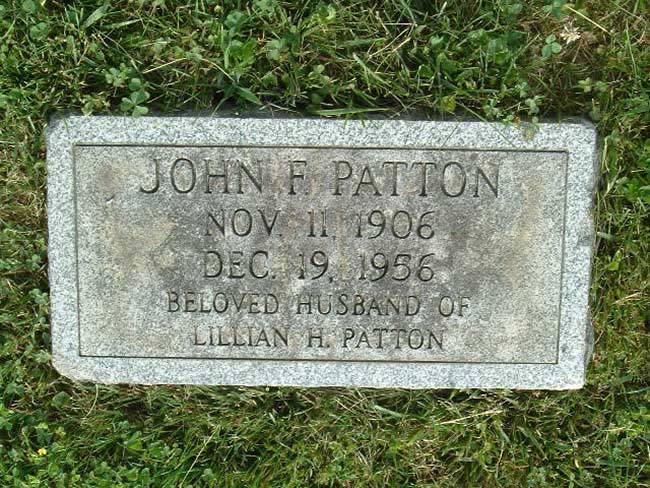 JOHN F. PATTON
NOV. 11, 1906
DEC. 19, 1956
BELOVED HUSBAND OF
LILLIAN H. PATTON